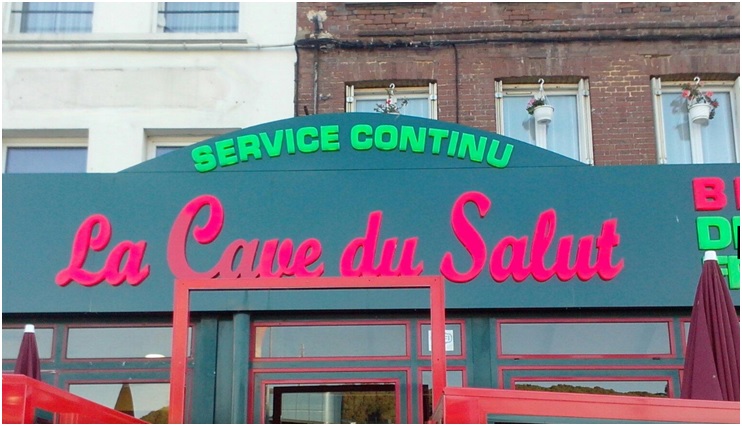 SERVICE CONTINU
La Cave du Salut